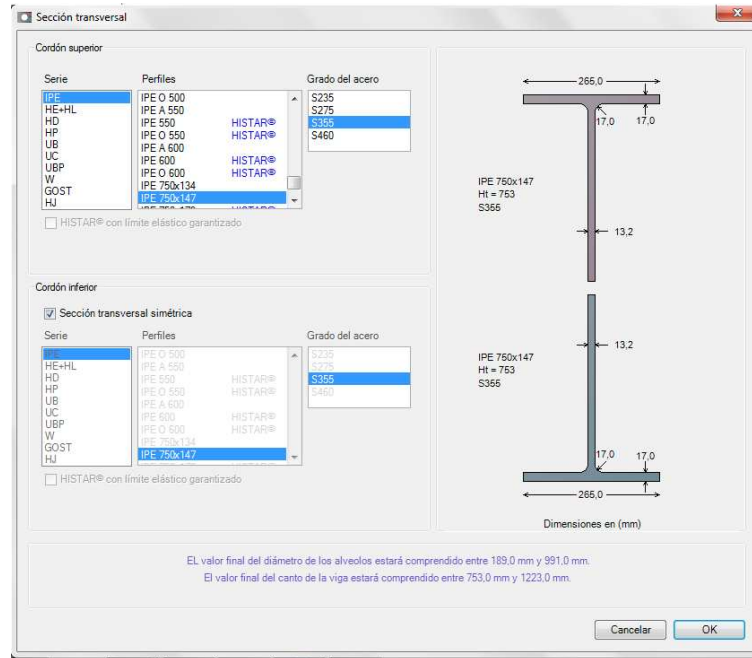 Sección transversal
Cordón superior
Serie
IPE
HE+HL
HD
HP
UB
UC
UBP
W
GOST
HJ
Perfiles
IPE O 500
IPE A 550
IPE 550 HISTAR®
IPE O 550 HISTAR®
IPE A 600
IPE 600 HISTAR®
IPE O 600 HISTAR®
IPE 750x134
IPE 750x147
Grado del acero
S235
S275
S355
S460
HISTAR® con límite elástico garantizado
Cordón inferior
Sección transversal simétrica
Serie
IPE
HE+HL
HD
HP
UB
UC
UBP
W
GOST
HJ
Perfiles
IPE O 500
IPE A 550
IPE 550 HISTAR®
IPE O 550 HISTAR®
IPE A 600
IPE 600 HISTAR®
IPE O 600 HISTAR®
IPE 750x134
IPE 750x147
Grado del acero
S235
S275
S355
S460
HISTAR® con límite elástico garantizado
265,0
17,0
17,0
IPE 750x147
Ht = 753
S355
13,2
IPE 750x147
Ht = 753
S355
13,2
17,0
17,0
265,0
Dimensiones en (mm)
EL valor final del diámetro de los alveolos estará comprendido entre 189,0 mm y 991,0 mm.
El valor final del canto de la viga estará comprendido entre 753,0 mm y 1223,0 mm.
Cancelar
OK